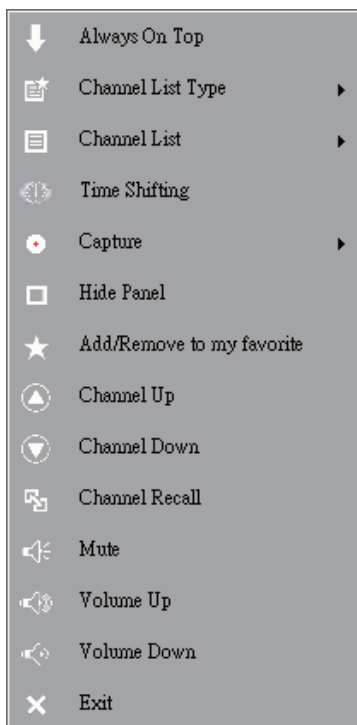 Always On Top
Channel List Type
Channel List
Time Shifting
Capture
Hide Panel
Add/Remove to my favorite
Channel Up
Channel Down
Channel Recall
Mute
Volume Up
Volume Down
Exit